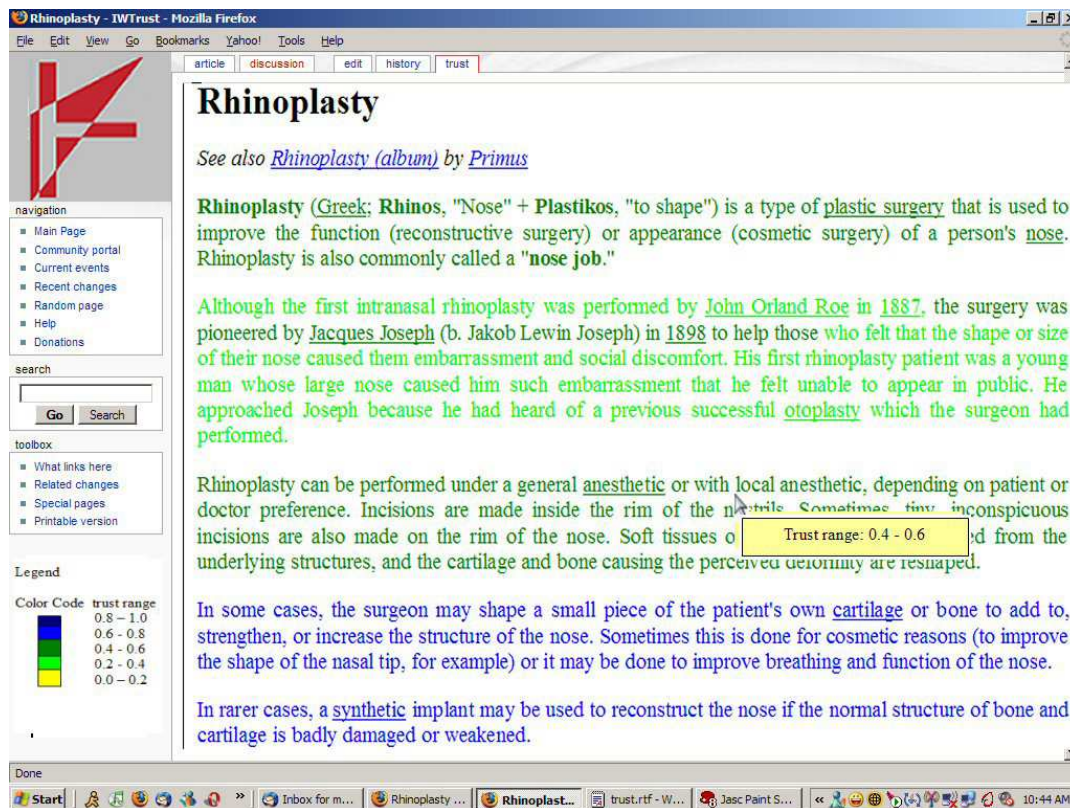 Rhinoplasty - IWTrust - Mozilla Firefox
File Edit View Go Bookmarks Yahoo! Tools Help
article discussion edit history trust
Rhinoplasty
See also Rhinoplasty (album) by Primus
Rhinoplasty (Greek; Rhinos, "Nose" + Plastikos, "to shape") is a type of plastic surgery that is used to
improve the function (reconstructive surgery) or appearance (cosmetic surgery) of a person's nose.
Rhinoplasty is also commonly called a "nose job."
Although the first intranasal rhinoplasty was performed by John Orland Roe in 1887, the surgery was
pioneered by Jacques Joseph (b. Jakob Lewin Joseph) in 1898 to help those who felt that the shape or size
of their nose caused them embarrassment and social discomfort. His first rhinoplasty patient was a young
man whose large nose caused him such embarrassment that he felt unable to appear in public. He
approached Joseph because he had heard of a previous successful otoplasty which the surgeon had
performed.
Rhinoplasty can be performed under a general anesthetic or with local anesthetic, depending on patient or
doctor preference. Incisions are made inside the rim of the nostrils. Sometimes, tiny, inconspicuous
incisions are also made on the rim of the nose. Soft tissues o ed from the
Trust range: 0.4 - 0.6
underlying structures, and the cartilage and bone causing the perceived deformity are reshaped.
In some cases, the surgeon may shape a small piece of the patient's own cartilage or bone to add to,
strengthen, or increase the structure of the nose. Sometimes this is done for cosmetic reasons (to improve
the shape of the nasal tip, for example) or it may be done to improve breathing and function of the nose.
In rarer cases, a synthetic implant may be used to reconstruct the nose if the normal structure of bone and
cartilage is badly damaged or weakened.
navigation
Main Page
Community portal
Current events
Recent changes
Random page
Help
Donations
search
Go Search
toolbox
What links here
Related changes
Special pages
Printable version
Legend
Color Code trust range
0.8 – 1.0
0.6 - 0.8
0.4 - 0.6
0.2 - 0.4
0.0 – 0.2
Done
Start » Inbox for m... Rhinoplasty ... Rhinoplast... trust.rtf - W... Jasc Paint S... « 10:44 AM